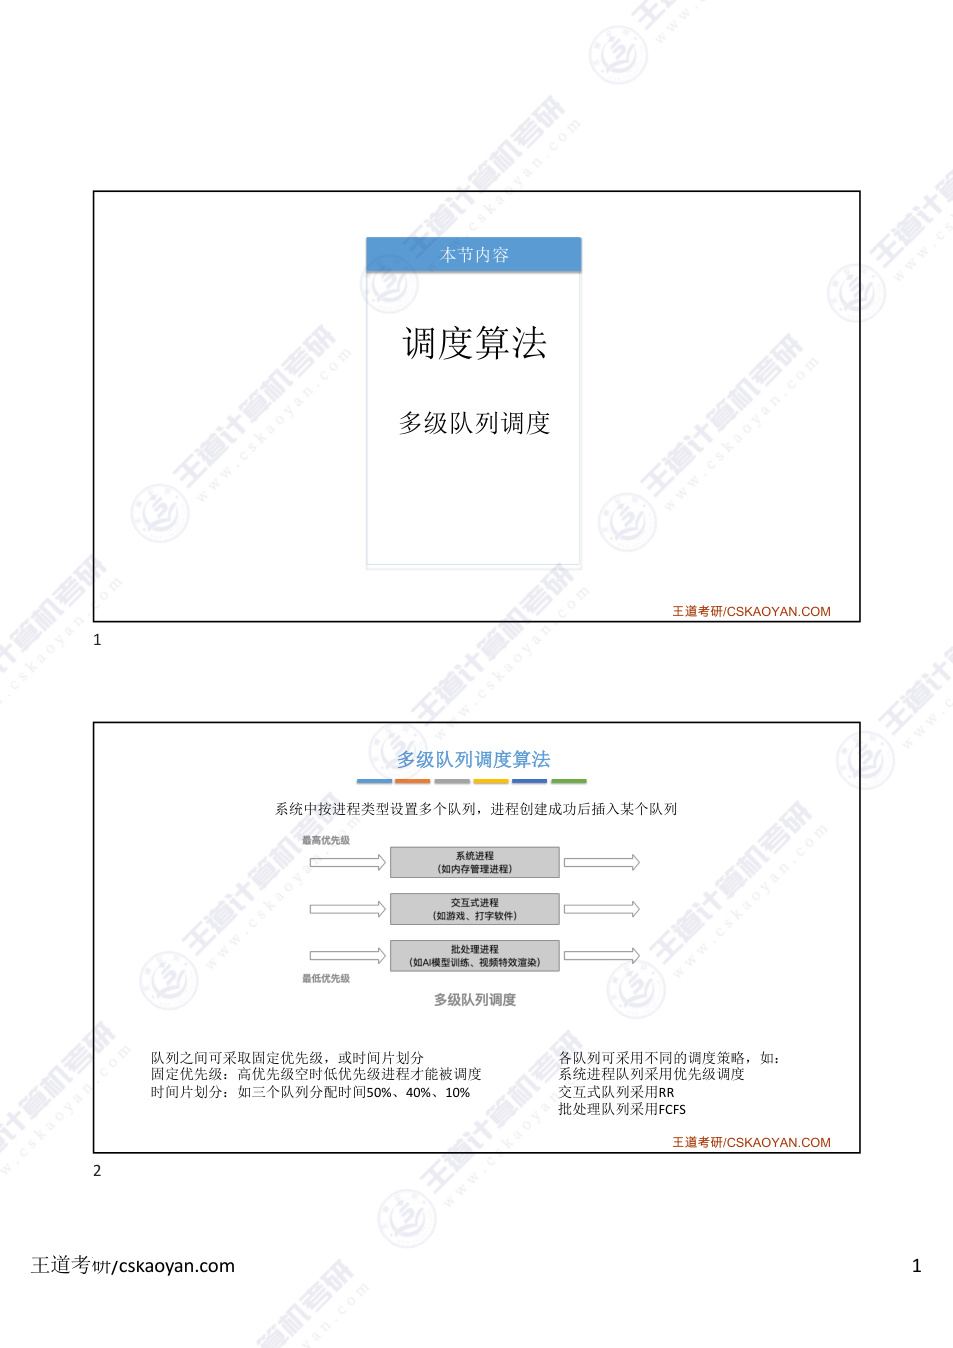 本节内容
调度算法
多级队列调度
王道考研/CSKAOYAN.COM
1
多级队列调度算法
系统中按进程类型设置多个队列，进程创建成功后插入某个队列
最高优先级
系统进程
（如内存管理进程）
交互式进程
（如游戏、打字软件）
批处理进程
（如AI模型训练、视频特效渲染）
最低优先级
多级队列调度
队列之间可采取固定优先级，或时间片划分
固定优先级：高优先级空时低优先级进程才能被调度
时间片划分：如三个队列分配时间50%、40%、10%
各队列可采用不同的调度策略，如：
系统进程队列采用优先级调度
交互式队列采用RR
批处理队列采用FCFS
王道考研/CSKAOYAN.COM
2
王道考研/cskaoyan.com
1
王道计算机考研
www.cskaoyan.com